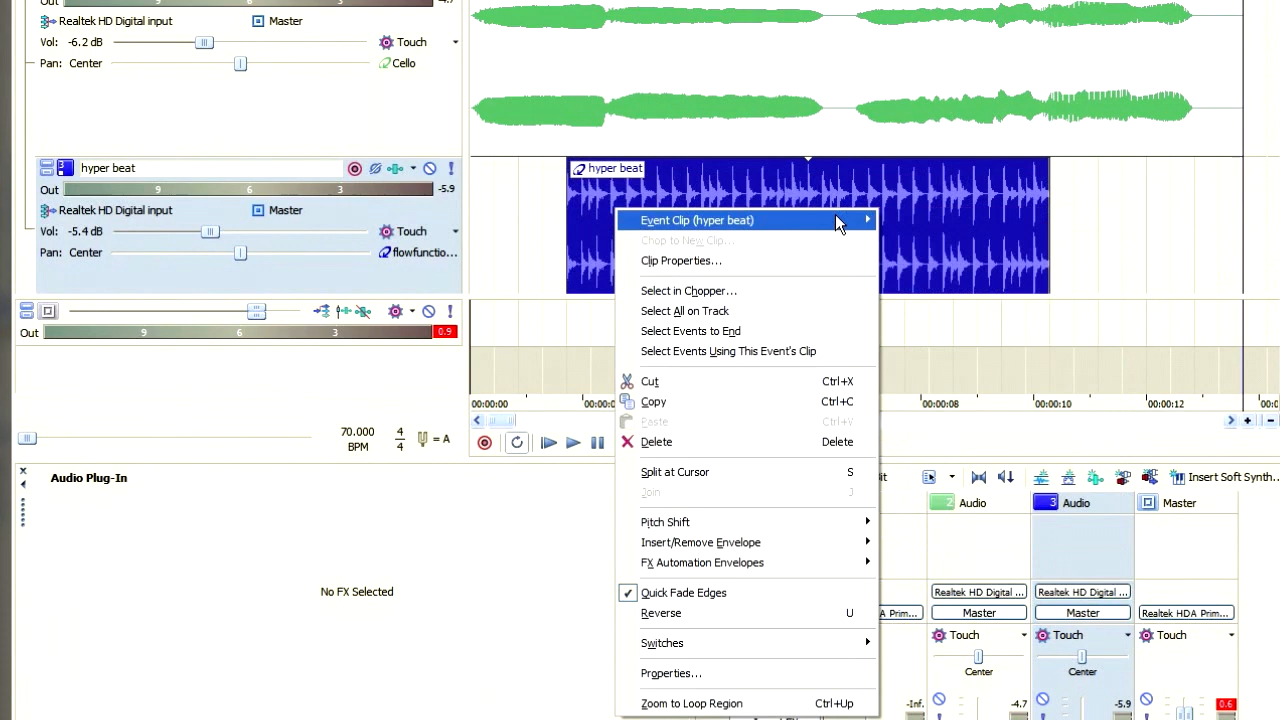 Out
-4.7
Realtek HD Digital input
Master
Vol: -6.2 dB
Touch
Pan: Center
Cello
3
hyper beat
hyper beat
Out
9
6
3
-5.9
Realtek HD Digital input
Master
Vol: -5.4 dB
Touch
Pan: Center
flowfunctio...
Event Clip (hyper beat)
Chop to New Clip...
Clip Properties...
Select in Chopper...
Select All on Track
Select Events to End
Select Events Using This Event's Clip
Cut Ctrl+X
Copy Ctrl+C
Paste Ctrl+V
Delete Delete
Split at Cursor S
Join J
Pitch Shift
Insert/Remove Envelope
FX Automation Envelopes
Quick Fade Edges
Reverse U
Switches
Properties...
Zoom to Loop Region Ctrl+Up
Out
9
6
3
0.9
00:00:00
00:00:08
00:00:10
00:00:12
70.000
BPM
4
4
= A
Audio Plug-In
No FX Selected
Insert Soft Synth...
2 Audio
3 Audio
Master
Realtek HD Digital ...
Realtek HD Digital ...
Master
Master
Realtek HDA Prim...
Touch
Touch
Touch
Center
Center
-Inf.
-4.7
-5.9
0.6